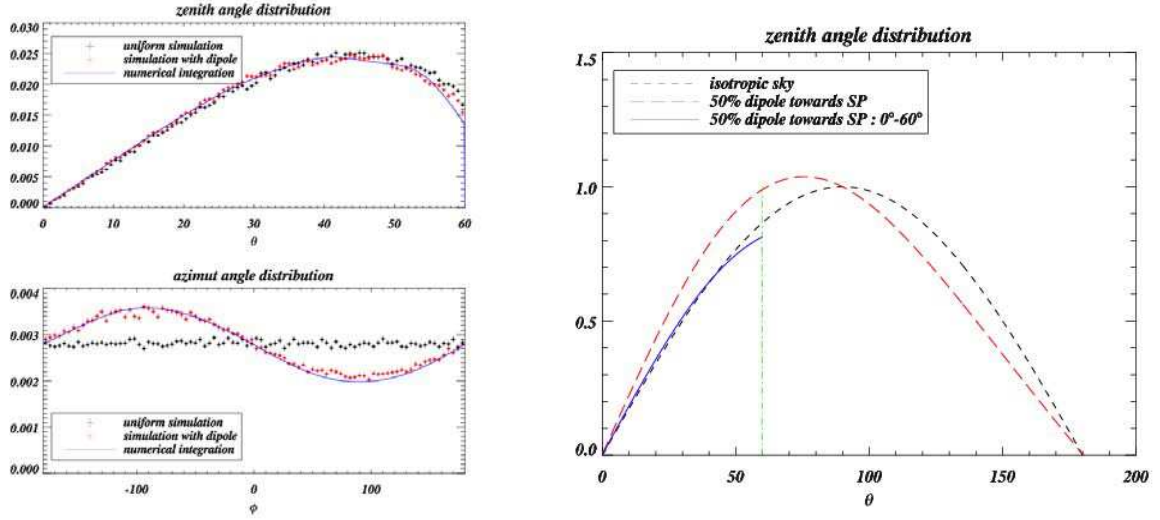 zenith angle distribution
0.030
0.025
0.020
0.015
0.010
0.005
0.000
uniform simulation
simulation with dipole
numerical integration
0 10 20 30 40 50 60
θ
azimut angle distribution
0.004
0.003
0.002
0.001
0.000
uniform simulation
simulation with dipole
numerical integration
-100 0 100
φ
zenith angle distribution
1.5
1.0
0.5
0.0
isotropic sky
50% dipole towards SP
50% dipole towards SP : 0°-60°
0 50 100 150 200
θ